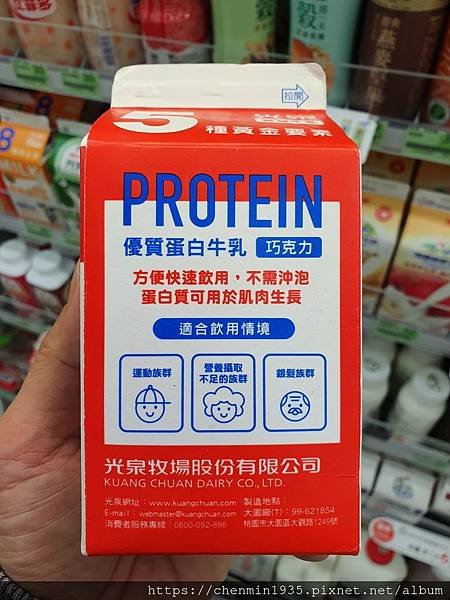 拉開
5
種黃金要素
PROTEIN
優質蛋白牛乳 巧克力
方便快速飲用，不需沖泡
蛋白質可用於肌肉生長
適合飲用情境
運動族群
營養攝取
不足的族群
銀髮族群
光泉牧場股份有限公司
KUANG CHUAN DAIRY CO., LTD.
光泉網址：www.kuangchuan.com
E-mail：webmaster@kuangchuan.com
消費者服務專線：0800-092-898
製造地點：
大園廠(T)：99-621854
桃園市大園區大觀路1249號
https://chenmin1935.pixnet.net/album